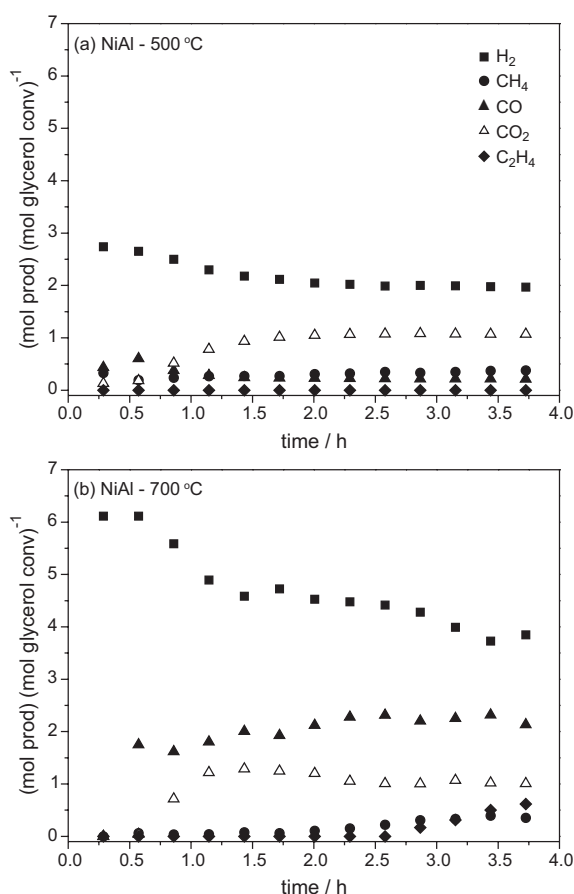 (a) NiAl - 500 °C
H₂
CH₄
CO
CO₂
C₂H₄
7
6
5
4
3
2
1
0
(mol prod) (mol glycerol conv)⁻¹
0.0 0.5 1.0 1.5 2.0 2.5 3.0 3.5 4.0
time / h
(b) NiAl - 700 °C
7
6
5
4
3
2
1
0
(mol prod) (mol glycerol conv)⁻¹
0.0 0.5 1.0 1.5 2.0 2.5 3.0 3.5 4.0
time / h